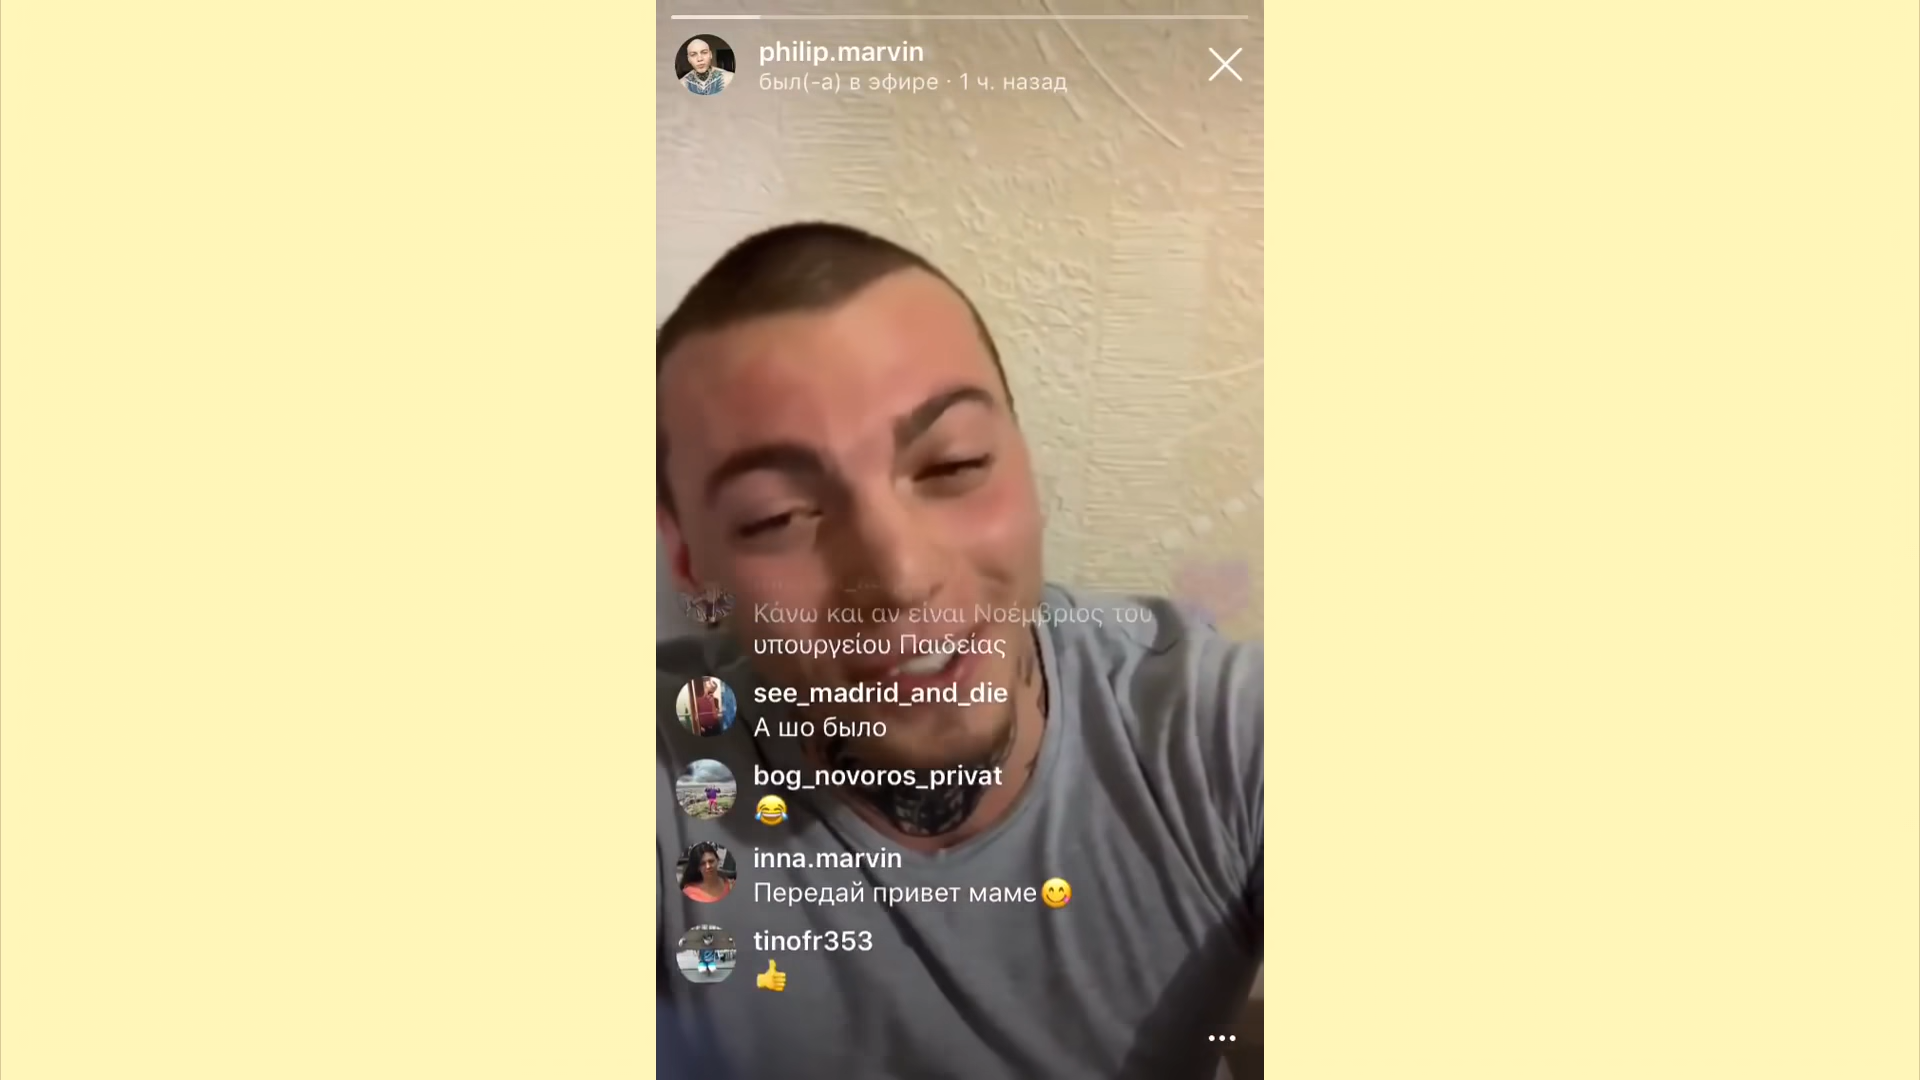 philip.marvin
был(-а) в эфире · 1 ч. назад
Κάνω και αν είναι Νοέμβριος του
υπουργείου Παιδείας
see_madrid_and_die
А шо было
bog_novoros_privat
😂
inna.marvin
Передай привет маме😋
tinofr353
👍